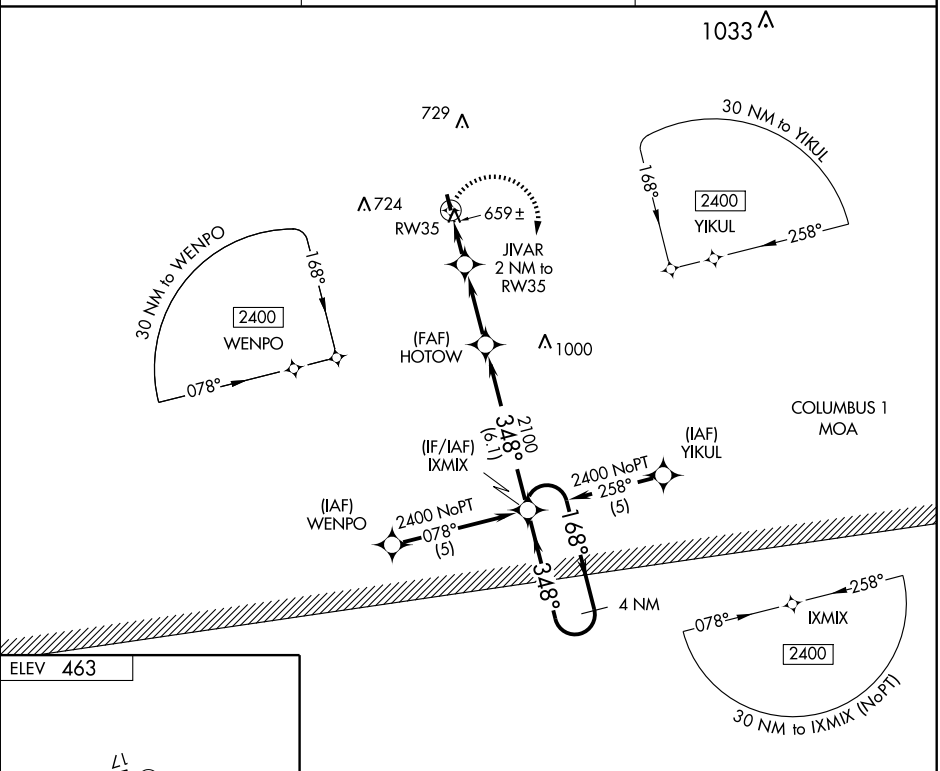 1033
729
30 NM to YIKUL
168°
2400
YIKUL
258°
724
RW35
659±
JIVAR
2 NM to
RW35
30 NM to WENPO
168°
2400
WENPO
078°
(FAF)
HOTOW
1000
COLUMBUS 1
MOA
2100
348°
(6.1)
(IF/IAF)
IXMIX
(IAF)
YIKUL
2400 NoPT
258°
(5)
(IAF)
WENPO
2400 NoPT
078°
(5)
168°
348°
4 NM
078°
258°
IXMIX
2400
30 NM to IXMIX (NoPT)
ELEV 463
17